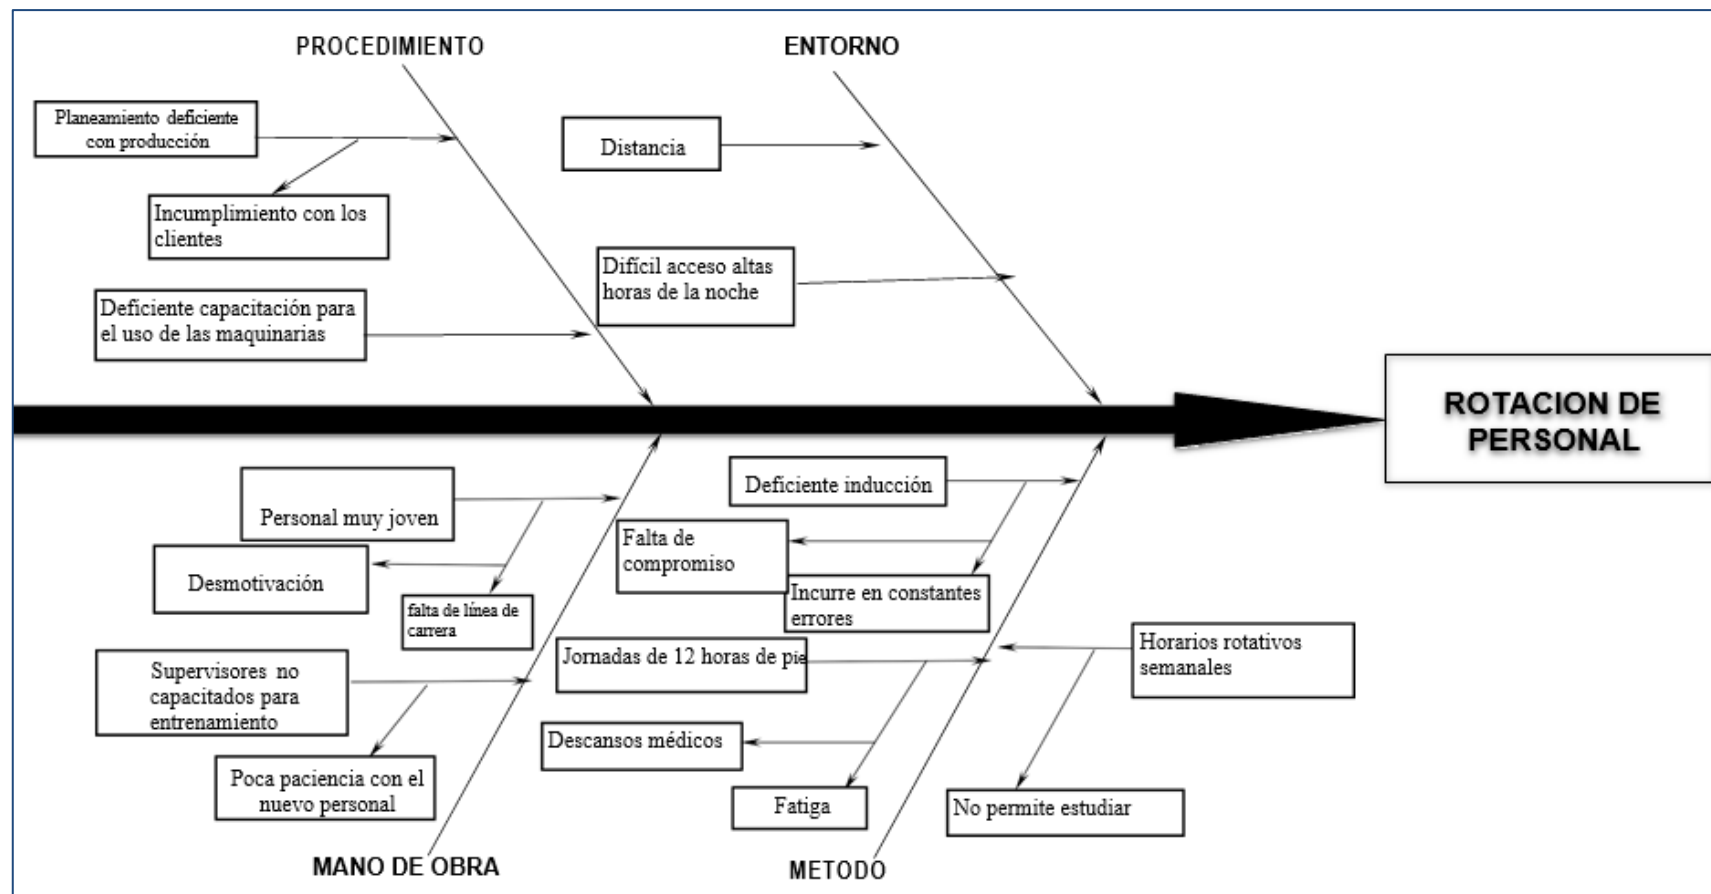 PROCEDIMIENTO
ENTORNO
Planeamiento deficiente
con producción
Distancia
Incumplimiento con los
clientes
Difícil acceso altas
horas de la noche
Deficiente capacitación para
el uso de las maquinarias
ROTACION DE
PERSONAL
Personal muy joven
Deficiente inducción
Falta de
compromiso
Desmotivación
Incurre en constantes
errores
falta de línea de
carrera
Jornadas de 12 horas de pie
Horarios rotativos
semanales
Supervisores no
capacitados para
entrenamiento
Descansos médicos
Poca paciencia con el
nuevo personal
Fatiga
No permite estudiar
MANO DE OBRA
METODO